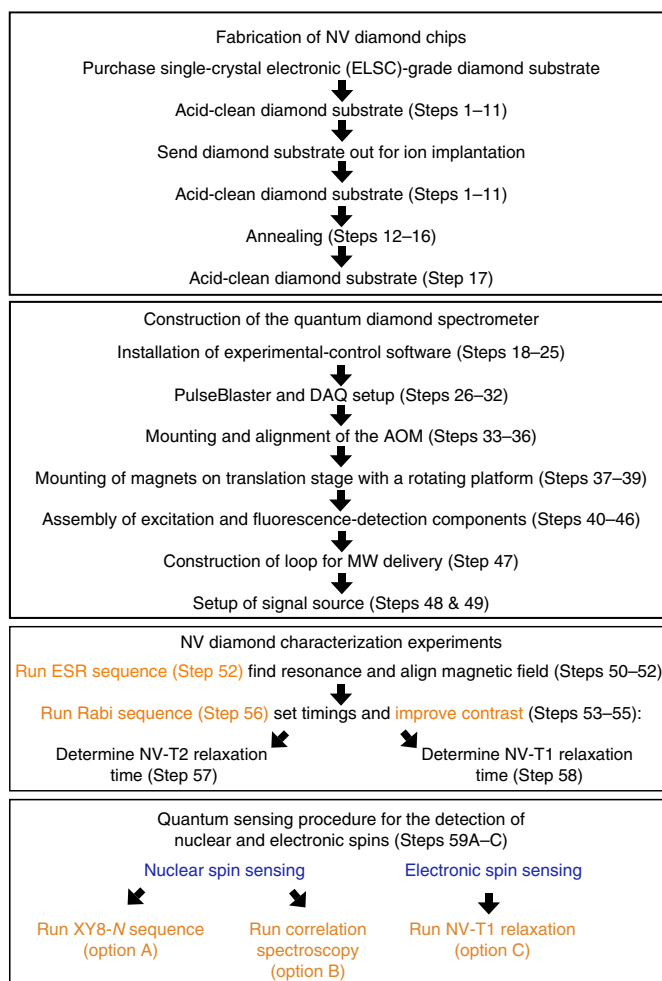 Fabrication of NV diamond chips
Purchase single-crystal electronic (ELSC)-grade diamond substrate
Acid-clean diamond substrate (Steps 1–11)
Send diamond substrate out for ion implantation
Acid-clean diamond substrate (Steps 1–11)
Annealing (Steps 12–16)
Acid-clean diamond substrate (Step 17)
Construction of the quantum diamond spectrometer
Installation of experimental-control software (Steps 18–25)
PulseBlaster and DAQ setup (Steps 26–32)
Mounting and alignment of the AOM (Steps 33–36)
Mounting of magnets on translation stage with a rotating platform (Steps 37–39)
Assembly of excitation and fluorescence-detection components (Steps 40–46)
Construction of loop for MW delivery (Step 47)
Setup of signal source (Steps 48 & 49)
NV diamond characterization experiments
Run ESR sequence (Step 52) find resonance and align magnetic field (Steps 50–52)
Run Rabi sequence (Step 56) set timings and improve contrast (Steps 53–55):
Determine NV-T2 relaxation
time (Step 57)
Determine NV-T1 relaxation
time (Step 58)
Quantum sensing procedure for the detection of
nuclear and electronic spins (Steps 59A–C)
Nuclear spin sensing
Electronic spin sensing
Run XY8-N sequence
(option A)
Run correlation
spectroscopy
(option B)
Run NV-T1 relaxation
(option C)